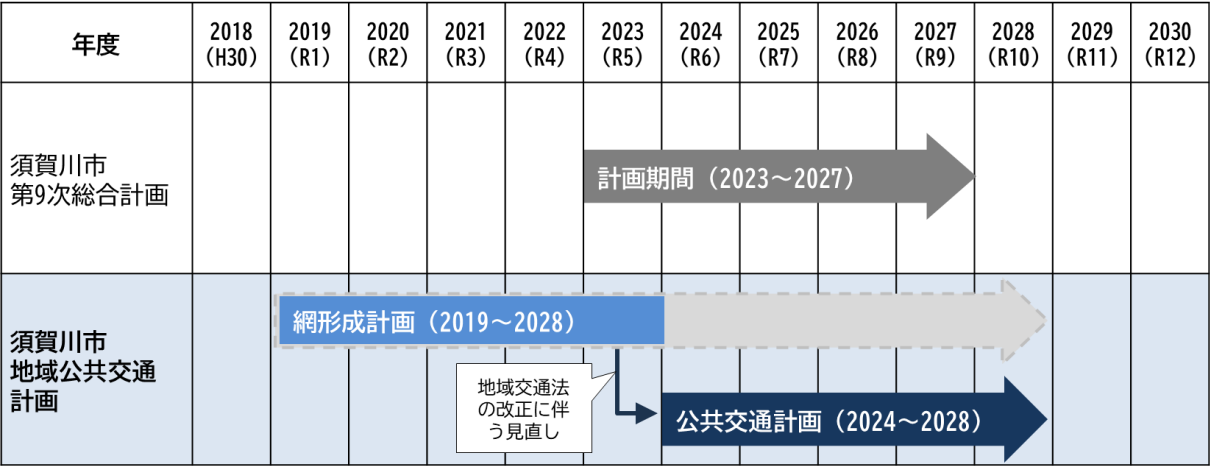 年度
2018
(H30)
2019
(R1)
2020
(R2)
2021
(R3)
2022
(R4)
2023
(R5)
2024
(R6)
2025
(R7)
2026
(R8)
2027
(R9)
2028
(R10)
2029
(R11)
2030
(R12)
須賀川市
第9次総合計画
計画期間（2023～2027）
須賀川市
地域公共交通
計画
網形成計画（2019～2028）
地域交通法
の改正に伴
う見直し
公共交通計画（2024～2028）